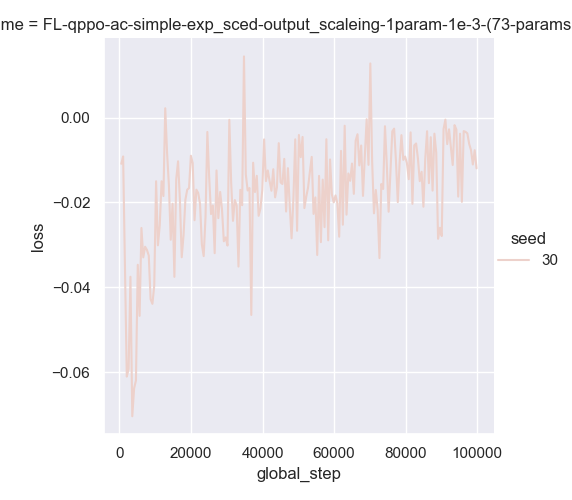 me = FL-qppo-ac-simple-exp_sced-output_scaleing-1param-1e-3-(73-params
0.00
−0.02
−0.04
−0.06
loss
seed
30
0
20000
40000
60000
80000
100000
global_step